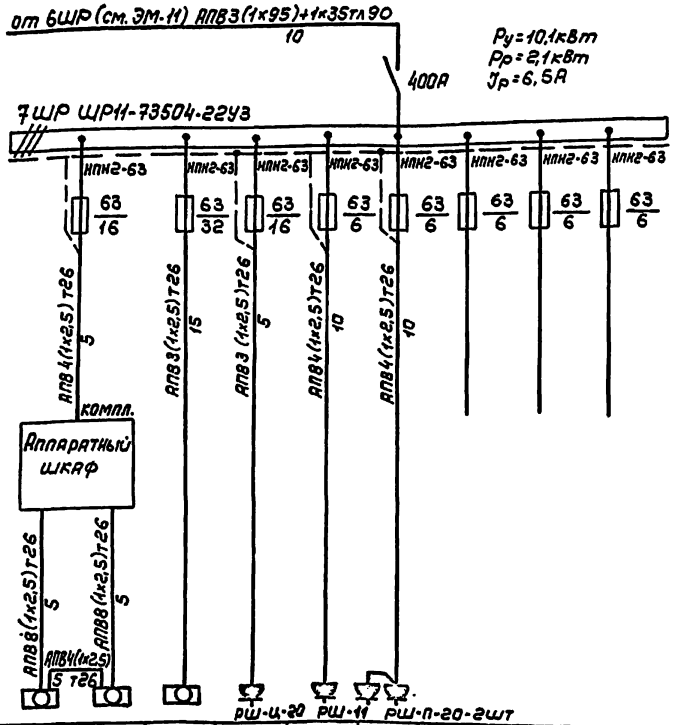 от 6ШР (см. ЭМ-11) АПВ3(1х95)+1х35тл90
10
Ру=10,1кВт
Рр=2,1кВт
Jр=6,5А
400А
7ШР ШР11-73504-22У3
НПН2-63 НПН2-63 НПН2-63 НПН2-63 НПН2-63 НПН2-63 НПН2-63 НПН2-63
63 63 63 63 63 63 63 63
16 32 16 6 6 6 6 6
АПВ4(1х2,5)т26
5
АПВ3(1х2,5)т26
15
АПВ3(1х2,5)т26
5
АПВ4(1х2,5)т26
10
АПВ4(1х2,5)т26
10
компл.
Аппаратный
шкаф
АПВ8(1х2,5)т26
5
АПВ8(1х2,5)т26
5
АПВ4(1х2,5)
5 т26
РШ-Ц-20 РШ-11 РШ-П-20-2шт